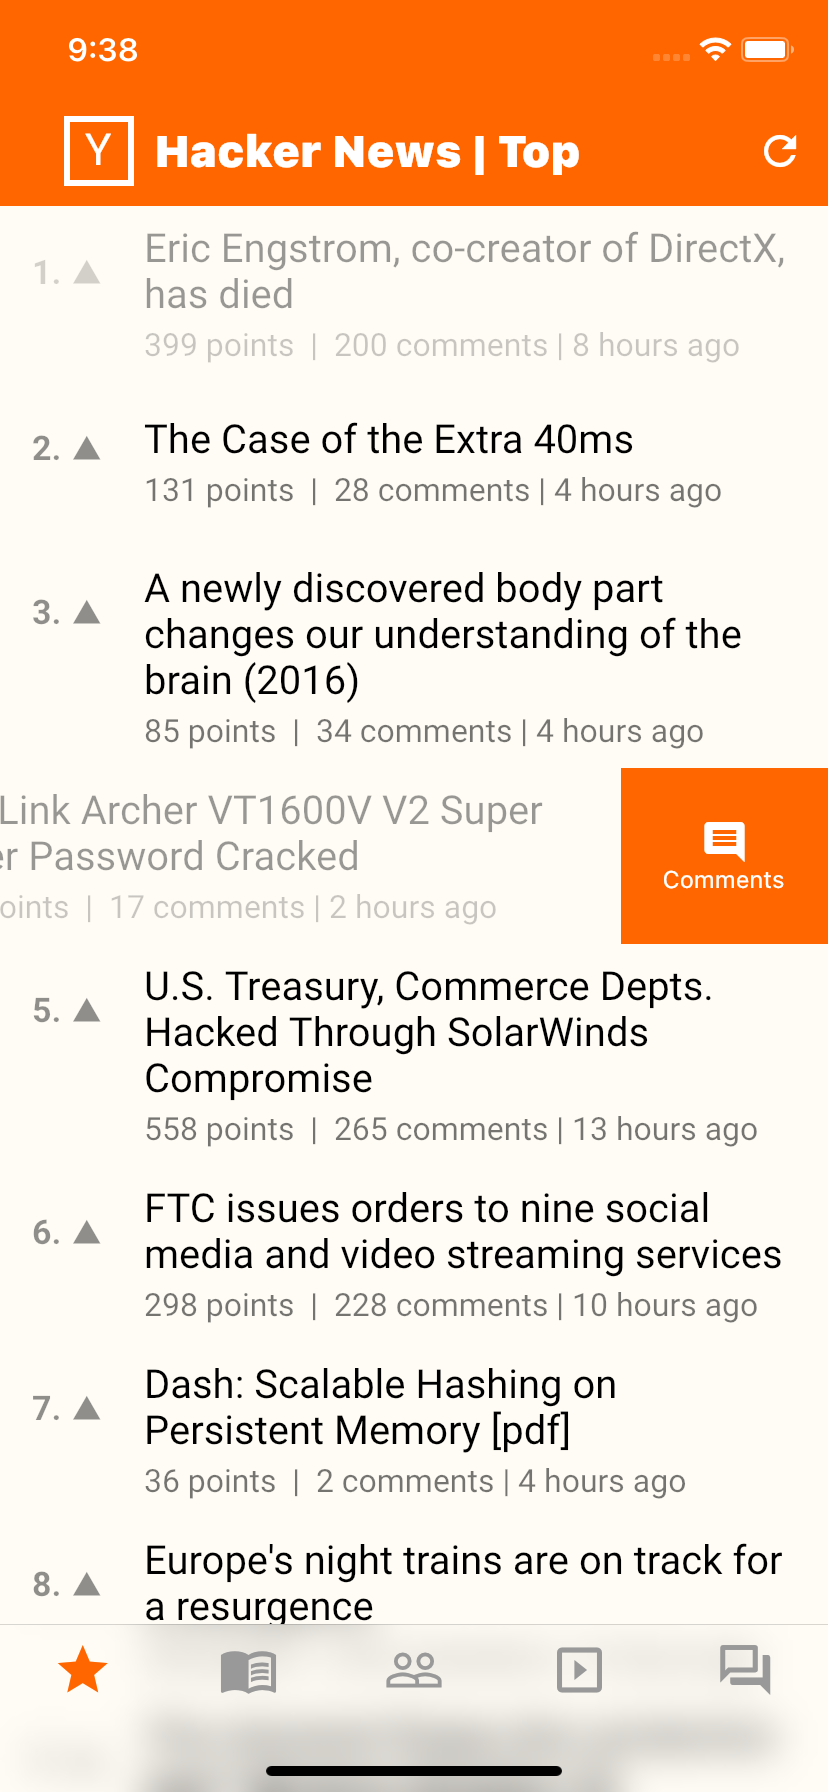 9:38
Y Hacker News | Top
1. ▲ Eric Engstrom, co-creator of DirectX,
has died
399 points | 200 comments | 8 hours ago
2. ▲ The Case of the Extra 40ms
131 points | 28 comments | 4 hours ago
3. ▲ A newly discovered body part
changes our understanding of the
brain (2016)
85 points | 34 comments | 4 hours ago
Link Archer VT1600V V2 Super
er Password Cracked
oints | 17 comments | 2 hours ago
Comments
5. ▲ U.S. Treasury, Commerce Depts.
Hacked Through SolarWinds
Compromise
558 points | 265 comments | 13 hours ago
6. ▲ FTC issues orders to nine social
media and video streaming services
298 points | 228 comments | 10 hours ago
7. ▲ Dash: Scalable Hashing on
Persistent Memory [pdf]
36 points | 2 comments | 4 hours ago
8. ▲ Europe's night trains are on track for
a resurgence